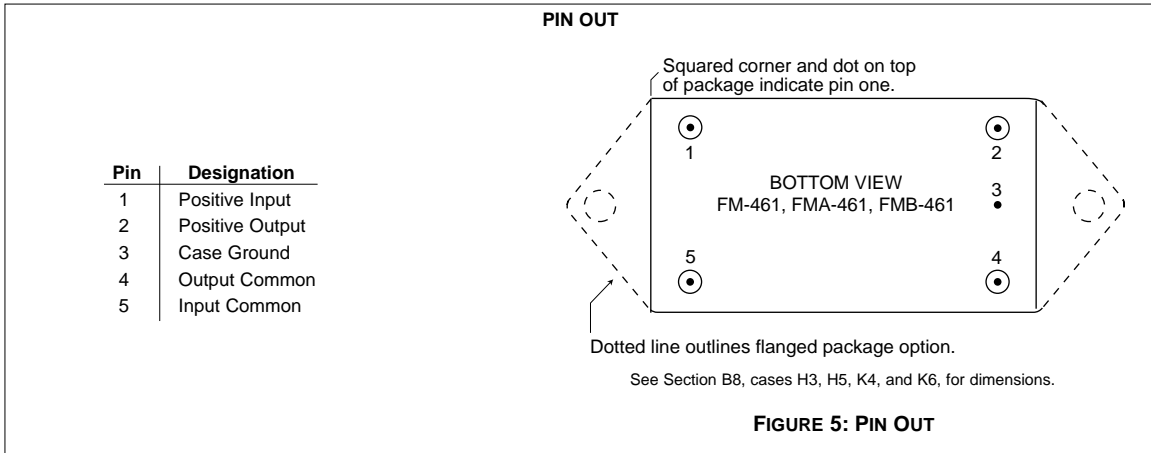 PIN OUT
Pin Designation
1 Positive Input
2 Positive Output
3 Case Ground
4 Output Common
5 Input Common
Squared corner and dot on top
of package indicate pin one.
1 2
BOTTOM VIEW
FM-461, FMA-461, FMB-461
3
5 4
Dotted line outlines flanged package option.
See Section B8, cases H3, H5, K4, and K6, for dimensions.
FIGURE 5: PIN OUT